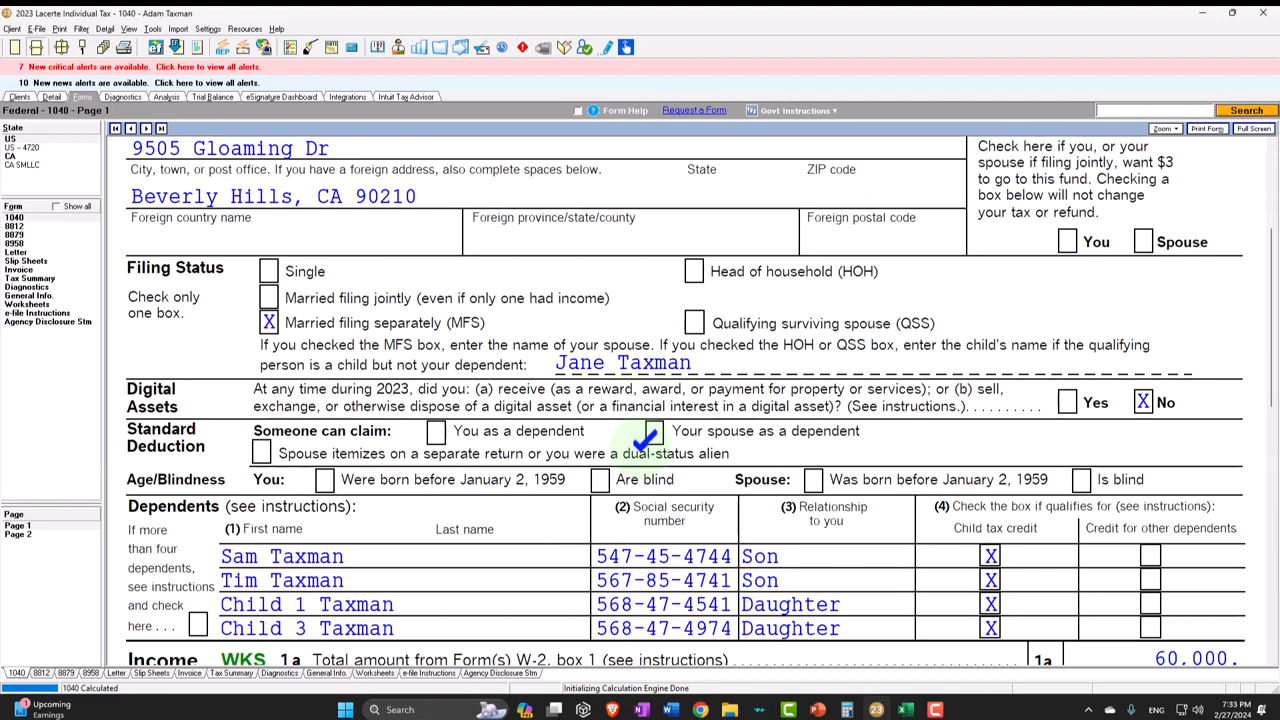 2023 Lacerte Individual Tax - 1040 - Adam Taxman
Client E-File Print Filter Detail View Tools Import Settings Resources Help
7 New critical alerts are available. Click here to view all alerts.
10 New news alerts are available. Click here to view all alerts.
Clients Detail Forms Diagnostics Analysis Trial Balance eSignature Dashboard Integrations Intuit Tax Advisor
Federal - 1040 - Page 1 Form Help Request a Form Govt Instructions Search
Zoom Print Form Full Screen
State
US
US - 4720
CA
CA SMLLC
Form Show all
1040
8812
8879
8958
Letter
Slip Sheets
Invoice
Tax Summary
Diagnostics
General Info.
Worksheets
e-file Instructions
Agency Disclosure Stm
Page
Page 1
Page 2
9505 Gloaming Dr
City, town, or post office. If you have a foreign address, also complete spaces below. State ZIP code
Beverly Hills, CA 90210
Foreign country name Foreign province/state/county Foreign postal code
Check here if you, or your
spouse if filing jointly, want $3
to go to this fund. Checking a
box below will not change
your tax or refund.
You Spouse
Filing Status Single Head of household (HOH)
Check only Married filing jointly (even if only one had income)
one box. X Married filing separately (MFS) Qualifying surviving spouse (QSS)
If you checked the MFS box, enter the name of your spouse. If you checked the HOH or QSS box, enter the child's name if the qualifying
person is a child but not your dependent: Jane Taxman
Digital At any time during 2023, did you: (a) receive (as a reward, award, or payment for property or services); or (b) sell,
Assets exchange, or otherwise dispose of a digital asset (or a financial interest in a digital asset)? (See instructions.) Yes X No
Standard Someone can claim: You as a dependent Your spouse as a dependent
Deduction Spouse itemizes on a separate return or you were a dual-status alien
Age/Blindness You: Were born before January 2, 1959 Are blind Spouse: Was born before January 2, 1959 Is blind
Dependents (see instructions): (2) Social security number (3) Relationship to you (4) Check the box if qualifies for (see instructions):
(1) First name Last name Child tax credit Credit for other dependents
If more
than four
dependents,
see instructions
and check
here . . .
Sam Taxman 547-45-4744 Son X
Tim Taxman 567-85-4741 Son X
Child 1 Taxman 568-47-4541 Daughter X
Child 3 Taxman 568-47-4974 Daughter X
Income WKS 1a Total amount from Form(s) W-2, box 1 (see instructions) 1a 60,000.
1040 8812 8879 8958 Letter Slip Sheets Invoice Tax Summary Diagnostics General Info. Worksheets e-file Instructions Agency Disclosure Stm
1040 Calculated Initializing Calculation Engine Done
Upcoming
Earnings
Search
ENG
7:33 PM
2/27/2024